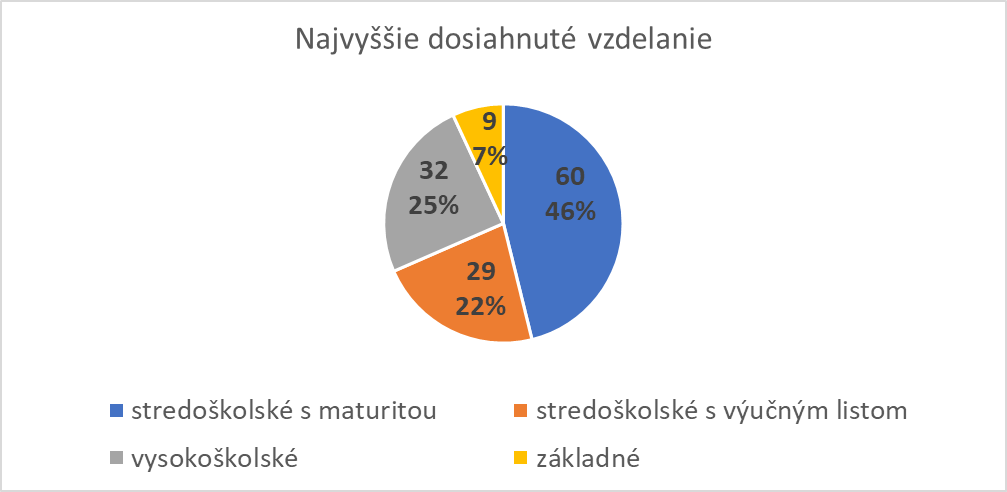 Najvyššie dosiahnuté vzdelanie
9
7%
60
46%
32
25%
29
22%
stredoškolské s maturitou
stredoškolské s výučným listom
vysokoškolské
základné